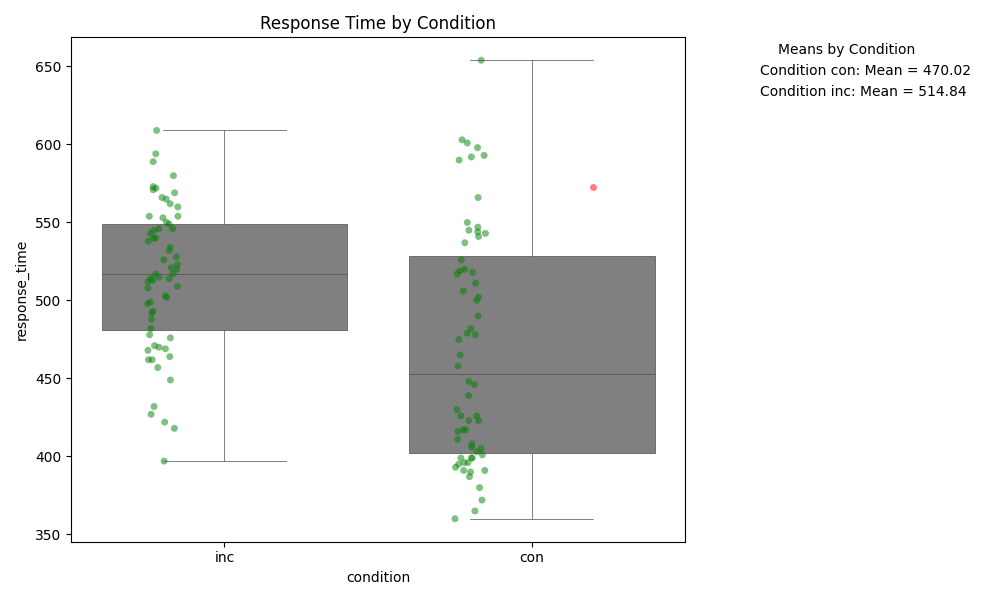 Response Time by Condition
Means by Condition
Condition con: Mean = 470.02
Condition inc: Mean = 514.84
response_time
650
600
550
500
450
400
350
inc
con
condition